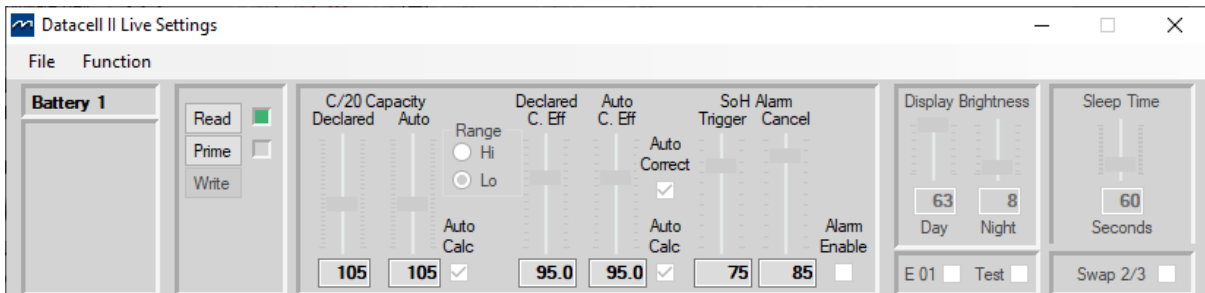 Datacell II Live Settings
File Function
Battery 1
Read
Prime
Write
C/20 Capacity
Declared Auto
Range
Hi
Lo
Auto
Calc
105 105
Declared
C. Eff
Auto
C. Eff
Auto
Correct
Auto
Calc
95.0 95.0
SoH Alarm
Trigger Cancel
75 85
Alarm
Enable
Display Brightness
63 8
Day Night
E 01 Test
Sleep Time
60
Seconds
Swap 2/3